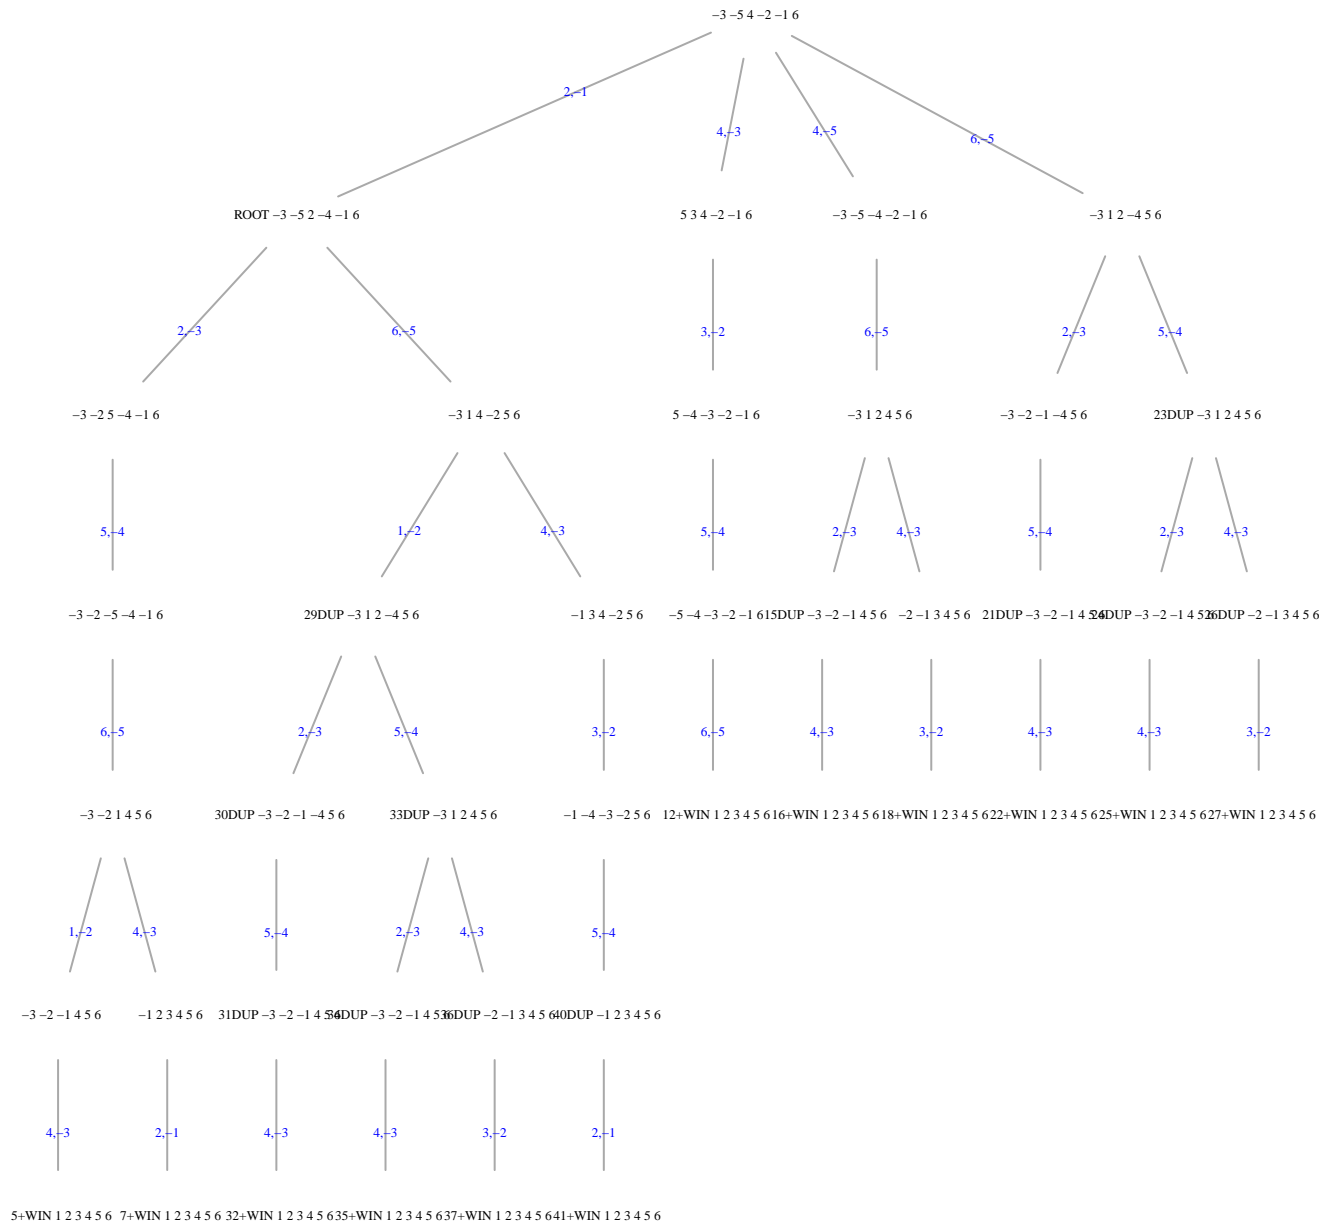 −3 −5 4 −2 −1 6
2,−1
4,−3
4,−5
6,−5
ROOT −3 −5 2 −4 −1 6
5 3 4 −2 −1 6
−3 −5 −4 −2 −1 6
−3 1 2 −4 5 6
2,−3
6,−5
3,−2
6,−5
2,−3
5,−4
−3 −2 5 −4 −1 6
−3 1 4 −2 5 6
5 −4 −3 −2 −1 6
−3 1 2 4 5 6
−3 −2 −1 −4 5 6
23DUP −3 1 2 4 5 6
5,−4
1,−2
4,−3
5,−4
2,−3
4,−3
5,−4
2,−3
4,−3
−3 −2 −5 −4 −1 6
29DUP −3 1 2 −4 5 6
−1 3 4 −2 5 6
−5 −4 −3 −2 −1 6
15DUP −3 −2 −1 4 5 6
−2 −1 3 4 5 6
21DUP −3 −2 −1 4 5 6
24DUP −3 −2 −1 4 5 6
26DUP −2 −1 3 4 5 6
6,−5
2,−3
5,−4
3,−2
6,−5
4,−3
3,−2
4,−3
4,−3
3,−2
−3 −2 1 4 5 6
30DUP −3 −2 −1 −4 5 6
33DUP −3 1 2 4 5 6
−1 −4 −3 −2 5 6
12+WIN 1 2 3 4 5 6
16+WIN 1 2 3 4 5 6
18+WIN 1 2 3 4 5 6
22+WIN 1 2 3 4 5 6
25+WIN 1 2 3 4 5 6
27+WIN 1 2 3 4 5 6
1,−2
4,−3
5,−4
2,−3
4,−3
5,−4
−3 −2 −1 4 5 6
−1 2 3 4 5 6
31DUP −3 −2 −1 4 5 6
34DUP −3 −2 −1 4 5 6
36DUP −2 −1 3 4 5 6
40DUP −1 2 3 4 5 6
4,−3
2,−1
4,−3
4,−3
3,−2
2,−1
5+WIN 1 2 3 4 5 6
7+WIN 1 2 3 4 5 6
32+WIN 1 2 3 4 5 6
35+WIN 1 2 3 4 5 6
37+WIN 1 2 3 4 5 6
41+WIN 1 2 3 4 5 6